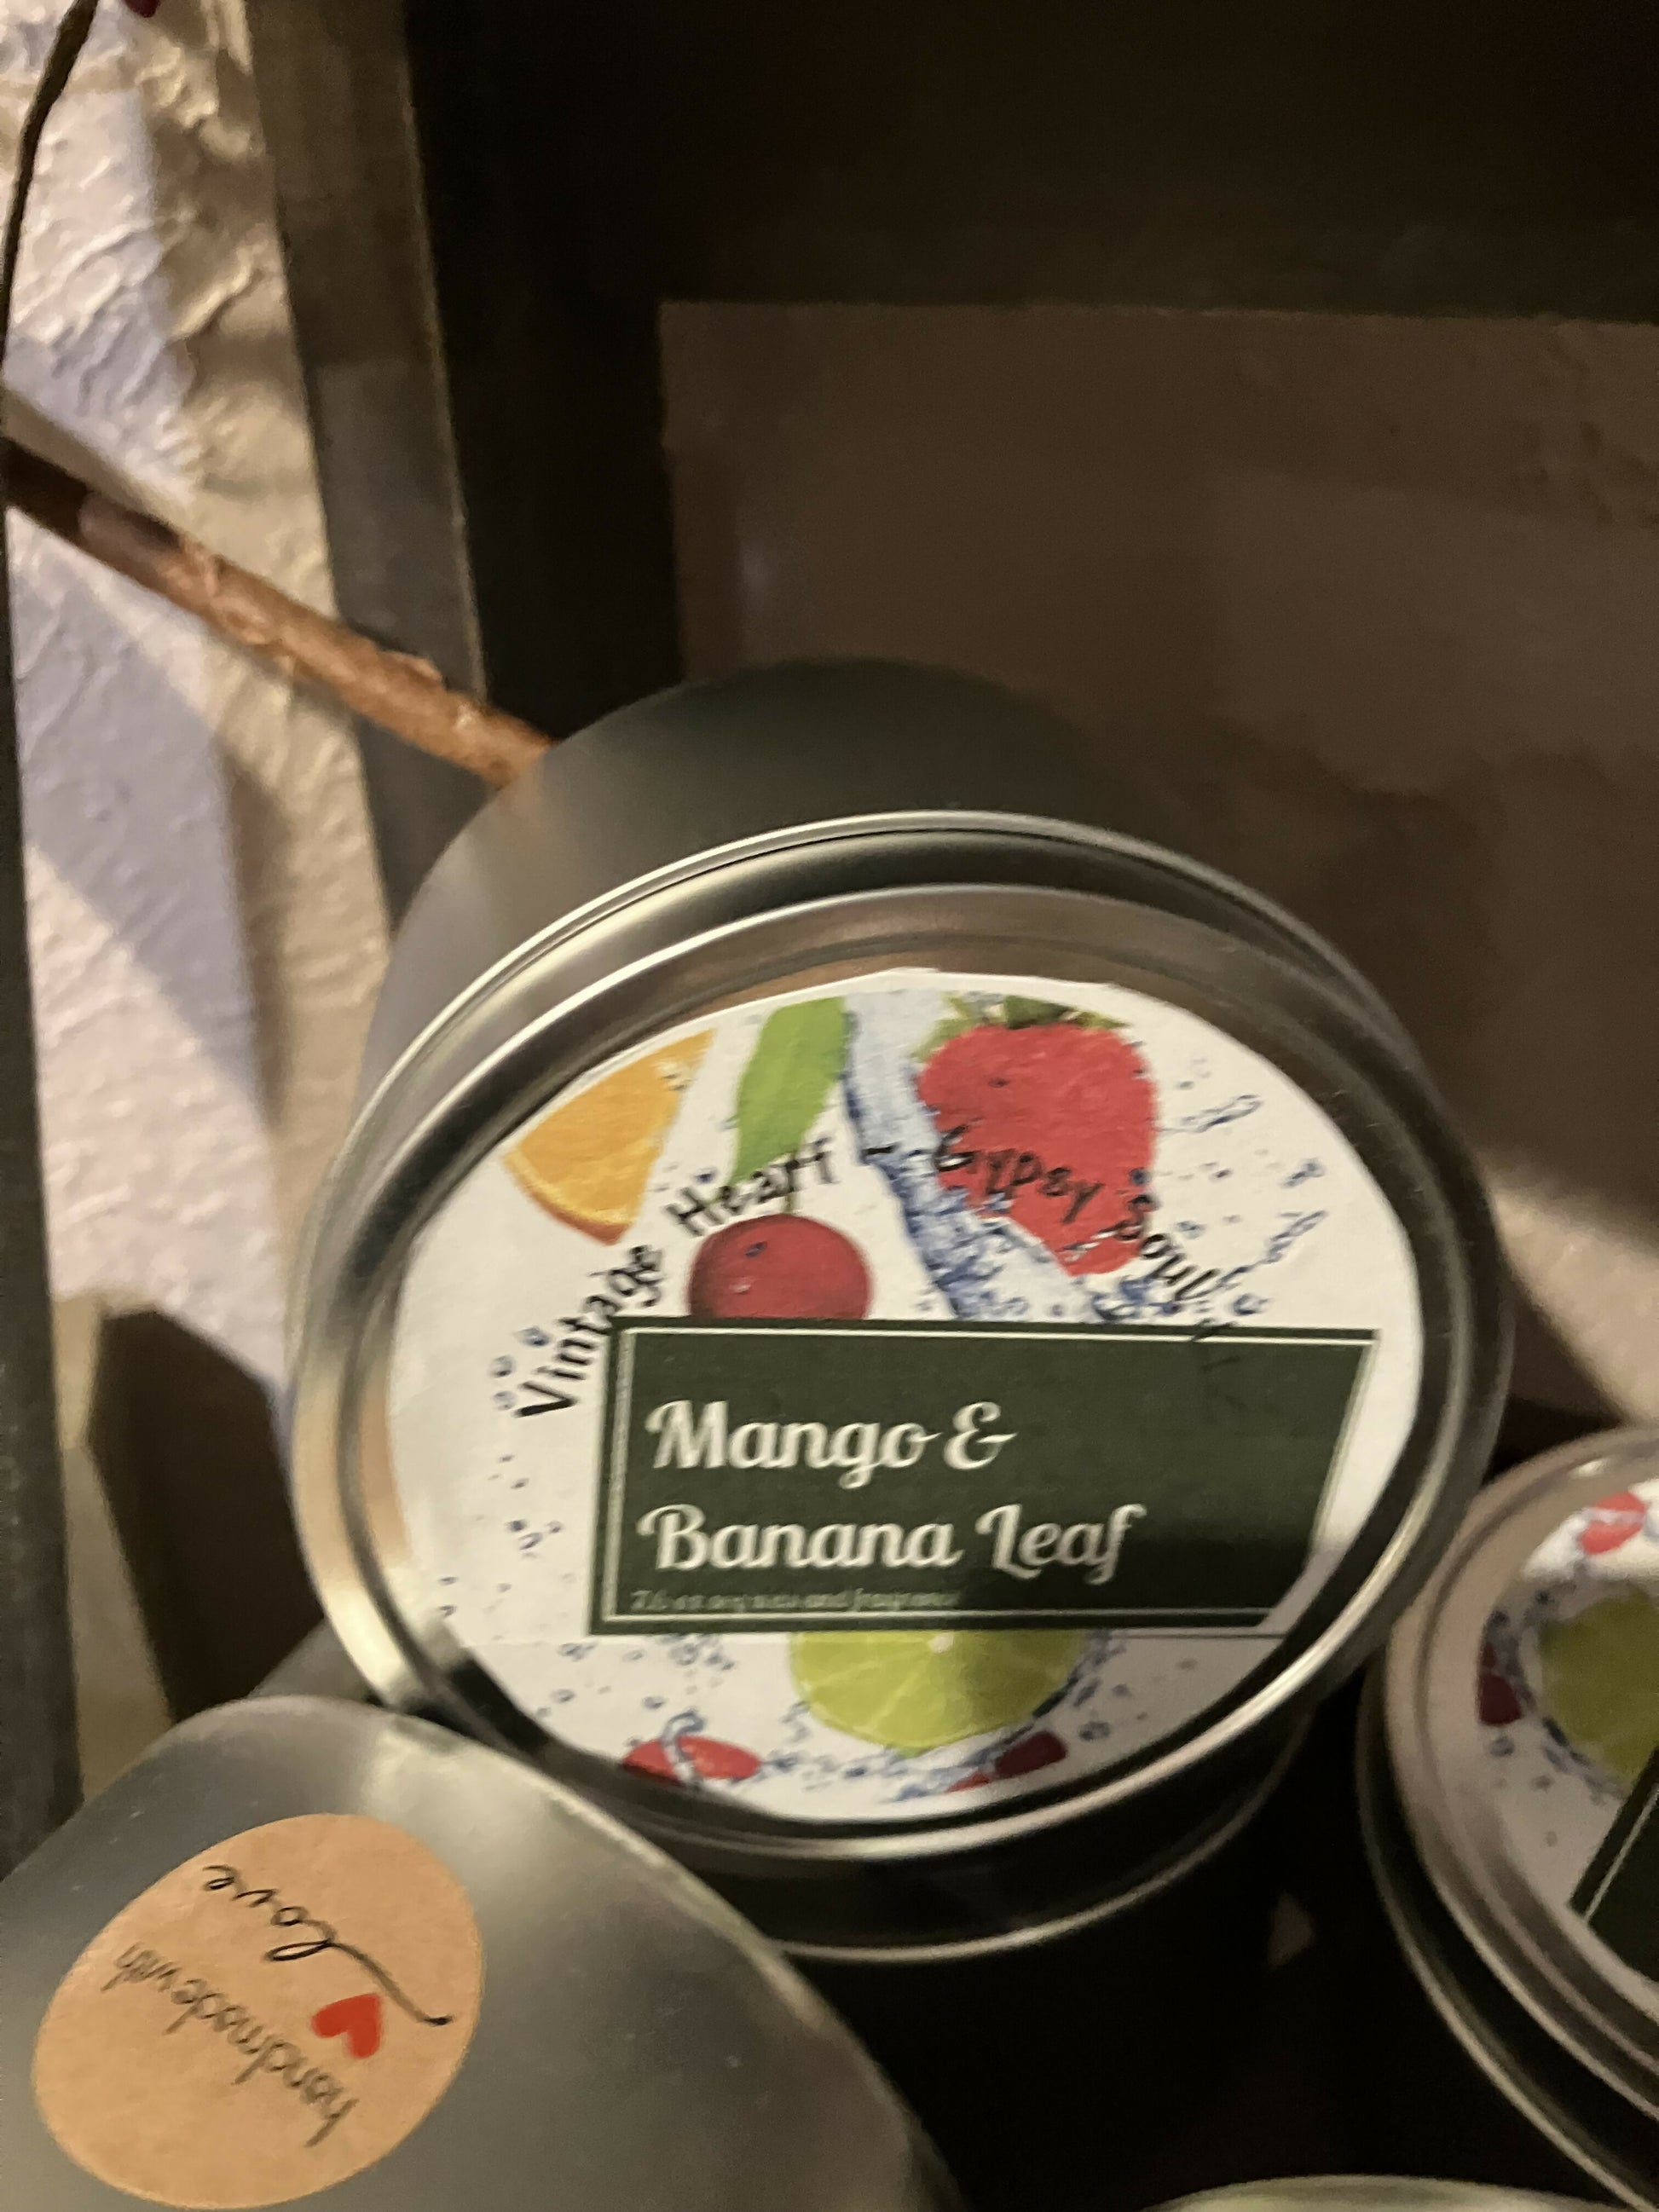 Vintage Heart - Gypsy Soul
Mango &
Banana Leaf
handmade with
love